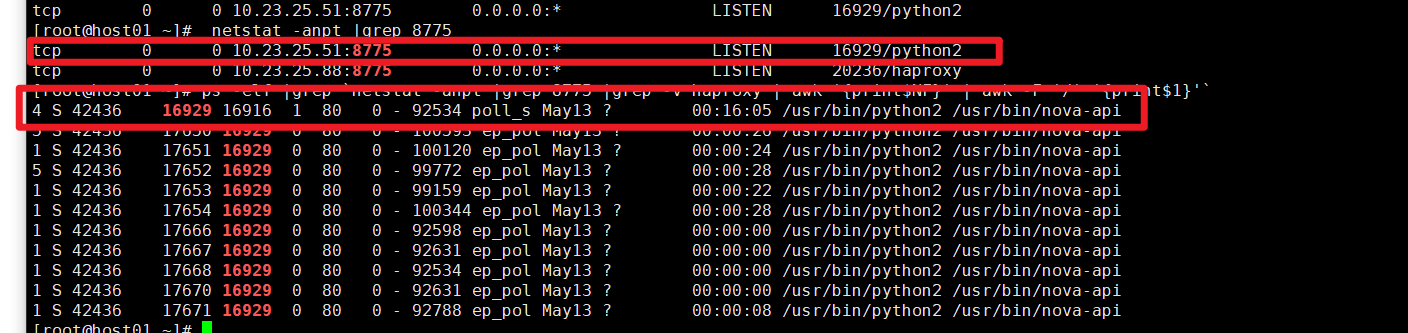 tcp 0 0 10.23.25.51:8775 0.0.0.0:* LISTEN 16929/python2
[root@host01 ~]# netstat -anpt |grep 8775
tcp 0 0 10.23.25.51:8775 0.0.0.0:* LISTEN 16929/python2
tcp 0 0 10.23.25.88:8775 0.0.0.0:* LISTEN 20236/haproxy
[root@host01 ~]# ps -elf |grep `netstat -anpt |grep 8775 |grep -v haproxy | awk '{print$NF}' | awk -F '{print$1}'`
4 S 42436 16929 16916 1 80 0 - 92534 poll_s May13 ? 00:16:05 /usr/bin/python2 /usr/bin/nova-api
5 S 42436 17650 16929 0 80 0 - 100595 ep_pol May13 ? 00:00:28 /usr/bin/python2 /usr/bin/nova-api
1 S 42436 17651 16929 0 80 0 - 100120 ep_pol May13 ? 00:00:24 /usr/bin/python2 /usr/bin/nova-api
5 S 42436 17652 16929 0 80 0 - 99772 ep_pol May13 ? 00:00:28 /usr/bin/python2 /usr/bin/nova-api
1 S 42436 17653 16929 0 80 0 - 99159 ep_pol May13 ? 00:00:22 /usr/bin/python2 /usr/bin/nova-api
1 S 42436 17654 16929 0 80 0 - 100344 ep_pol May13 ? 00:00:28 /usr/bin/python2 /usr/bin/nova-api
1 S 42436 17666 16929 0 80 0 - 92598 ep_pol May13 ? 00:00:00 /usr/bin/python2 /usr/bin/nova-api
1 S 42436 17667 16929 0 80 0 - 92631 ep_pol May13 ? 00:00:00 /usr/bin/python2 /usr/bin/nova-api
1 S 42436 17668 16929 0 80 0 - 92534 ep_pol May13 ? 00:00:00 /usr/bin/python2 /usr/bin/nova-api
1 S 42436 17670 16929 0 80 0 - 92631 ep_pol May13 ? 00:00:00 /usr/bin/python2 /usr/bin/nova-api
1 S 42436 17671 16929 0 80 0 - 92788 ep_pol May13 ? 00:00:08 /usr/bin/python2 /usr/bin/nova-api
[root@host01 ~]#